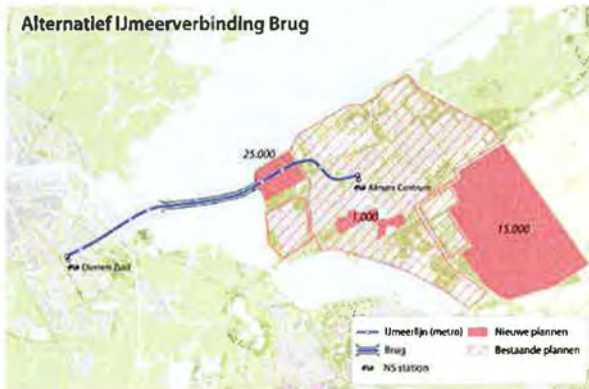 Alternatief IJmeerverbinding Brug
25.000
Almere Centrum
1.000
15.000
Diemen Zuid
IJmeerlijn (metro)
Nieuwe plannen
Brug
Bestaande plannen
NS station